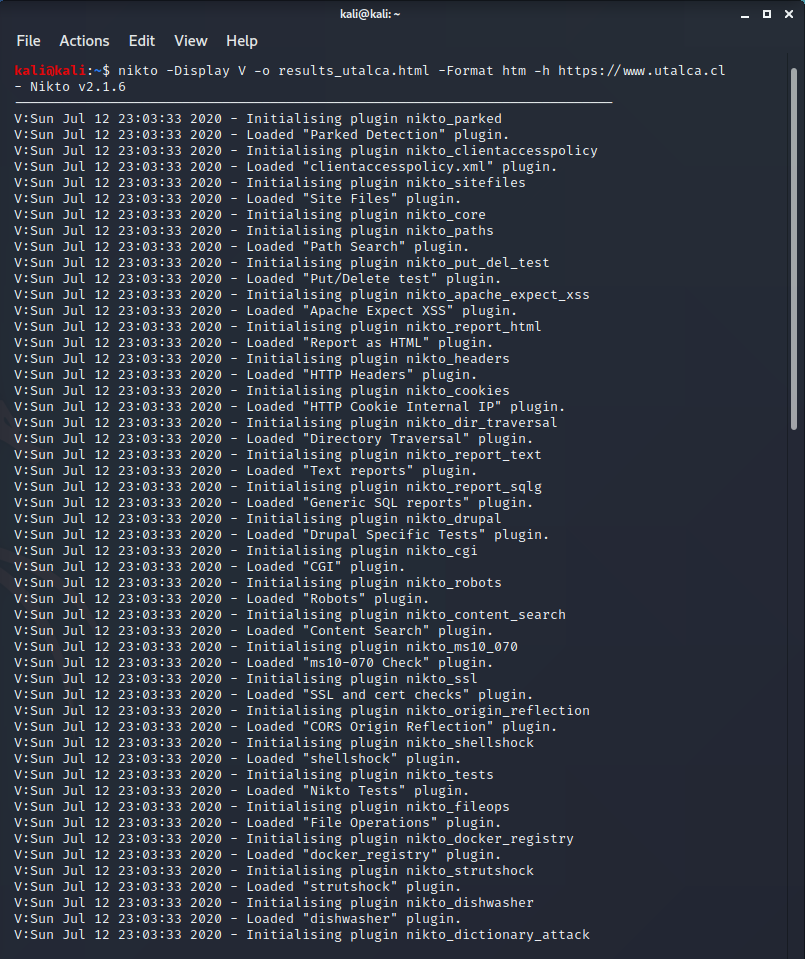 kali@kali: ~
File Actions Edit View Help
kali@kali:~$ nikto -Display V -o results_utalca.html -Format htm -h https://www.utalca.cl
- Nikto v2.1.6
---------------------------------------------------------------------------
V:Sun Jul 12 23:03:33 2020 - Initialising plugin nikto_parked
V:Sun Jul 12 23:03:33 2020 - Loaded "Parked Detection" plugin.
V:Sun Jul 12 23:03:33 2020 - Initialising plugin nikto_clientaccesspolicy
V:Sun Jul 12 23:03:33 2020 - Loaded "clientaccesspolicy.xml" plugin.
V:Sun Jul 12 23:03:33 2020 - Initialising plugin nikto_sitefiles
V:Sun Jul 12 23:03:33 2020 - Loaded "Site Files" plugin.
V:Sun Jul 12 23:03:33 2020 - Initialising plugin nikto_core
V:Sun Jul 12 23:03:33 2020 - Initialising plugin nikto_paths
V:Sun Jul 12 23:03:33 2020 - Loaded "Path Search" plugin.
V:Sun Jul 12 23:03:33 2020 - Initialising plugin nikto_put_del_test
V:Sun Jul 12 23:03:33 2020 - Loaded "Put/Delete test" plugin.
V:Sun Jul 12 23:03:33 2020 - Initialising plugin nikto_apache_expect_xss
V:Sun Jul 12 23:03:33 2020 - Loaded "Apache Expect XSS" plugin.
V:Sun Jul 12 23:03:33 2020 - Initialising plugin nikto_report_html
V:Sun Jul 12 23:03:33 2020 - Loaded "Report as HTML" plugin.
V:Sun Jul 12 23:03:33 2020 - Initialising plugin nikto_headers
V:Sun Jul 12 23:03:33 2020 - Loaded "HTTP Headers" plugin.
V:Sun Jul 12 23:03:33 2020 - Initialising plugin nikto_cookies
V:Sun Jul 12 23:03:33 2020 - Loaded "HTTP Cookie Internal IP" plugin.
V:Sun Jul 12 23:03:33 2020 - Initialising plugin nikto_dir_traversal
V:Sun Jul 12 23:03:33 2020 - Loaded "Directory Traversal" plugin.
V:Sun Jul 12 23:03:33 2020 - Initialising plugin nikto_report_text
V:Sun Jul 12 23:03:33 2020 - Loaded "Text reports" plugin.
V:Sun Jul 12 23:03:33 2020 - Initialising plugin nikto_report_sqlg
V:Sun Jul 12 23:03:33 2020 - Loaded "Generic SQL reports" plugin.
V:Sun Jul 12 23:03:33 2020 - Initialising plugin nikto_drupal
V:Sun Jul 12 23:03:33 2020 - Loaded "Drupal Specific Tests" plugin.
V:Sun Jul 12 23:03:33 2020 - Initialising plugin nikto_cgi
V:Sun Jul 12 23:03:33 2020 - Loaded "CGI" plugin.
V:Sun Jul 12 23:03:33 2020 - Initialising plugin nikto_robots
V:Sun Jul 12 23:03:33 2020 - Loaded "Robots" plugin.
V:Sun Jul 12 23:03:33 2020 - Initialising plugin nikto_content_search
V:Sun Jul 12 23:03:33 2020 - Loaded "Content Search" plugin.
V:Sun Jul 12 23:03:33 2020 - Initialising plugin nikto_ms10_070
V:Sun Jul 12 23:03:33 2020 - Loaded "ms10-070 Check" plugin.
V:Sun Jul 12 23:03:33 2020 - Initialising plugin nikto_ssl
V:Sun Jul 12 23:03:33 2020 - Loaded "SSL and cert checks" plugin.
V:Sun Jul 12 23:03:33 2020 - Initialising plugin nikto_origin_reflection
V:Sun Jul 12 23:03:33 2020 - Loaded "CORS Origin Reflection" plugin.
V:Sun Jul 12 23:03:33 2020 - Initialising plugin nikto_shellshock
V:Sun Jul 12 23:03:33 2020 - Loaded "shellshock" plugin.
V:Sun Jul 12 23:03:33 2020 - Initialising plugin nikto_tests
V:Sun Jul 12 23:03:33 2020 - Loaded "Nikto Tests" plugin.
V:Sun Jul 12 23:03:33 2020 - Initialising plugin nikto_fileops
V:Sun Jul 12 23:03:33 2020 - Loaded "File Operations" plugin.
V:Sun Jul 12 23:03:33 2020 - Initialising plugin nikto_docker_registry
V:Sun Jul 12 23:03:33 2020 - Loaded "docker_registry" plugin.
V:Sun Jul 12 23:03:33 2020 - Initialising plugin nikto_strutshock
V:Sun Jul 12 23:03:33 2020 - Loaded "strutshock" plugin.
V:Sun Jul 12 23:03:33 2020 - Initialising plugin nikto_dishwasher
V:Sun Jul 12 23:03:33 2020 - Loaded "dishwasher" plugin.
V:Sun Jul 12 23:03:33 2020 - Initialising plugin nikto_dictionary_attack